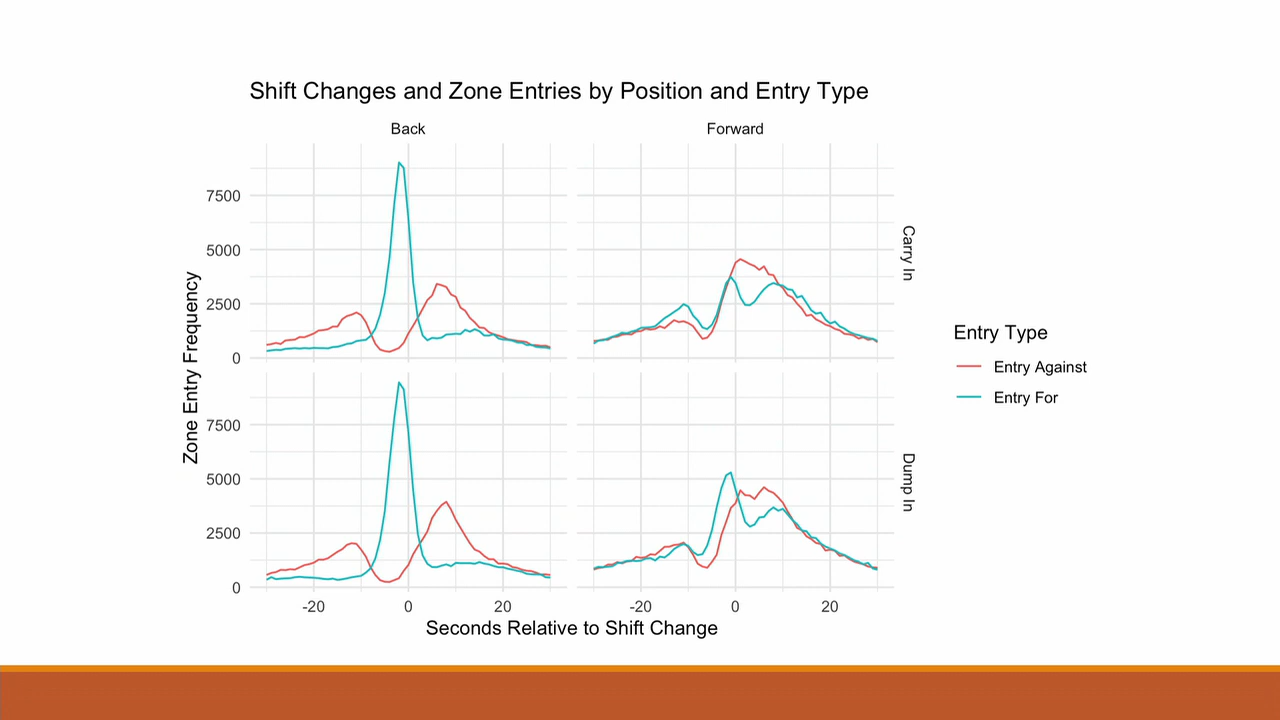 Shift Changes and Zone Entries by Position and Entry Type
Back
Forward
7500
5000
2500
0
Carry In
7500
5000
2500
0
Dump In
Zone Entry Frequency
-20
0
20
-20
0
20
Seconds Relative to Shift Change
Entry Type
Entry Against
Entry For